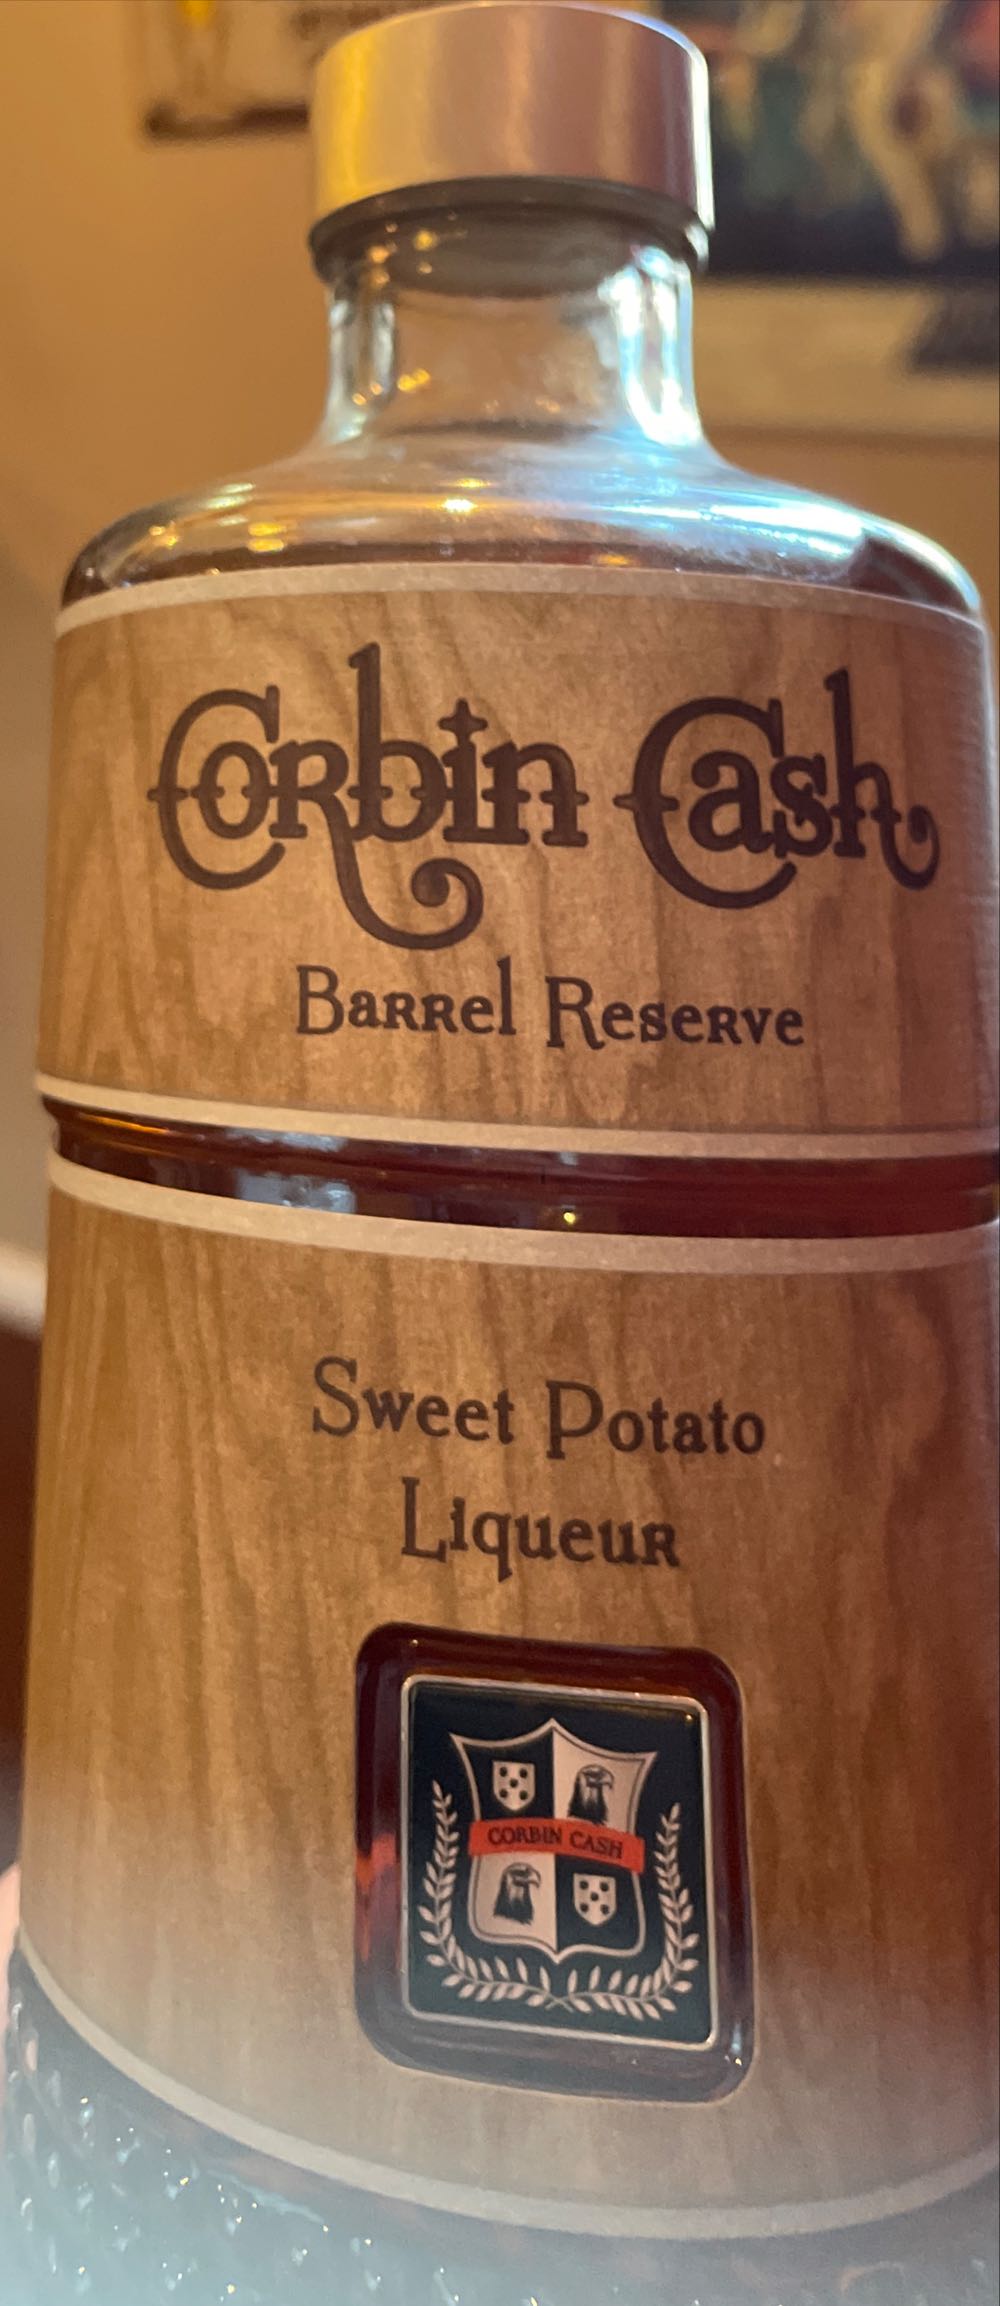 Corbin Cash
Barrel Reserve
Sweet Potato
Liqueur
CORBIN CASH